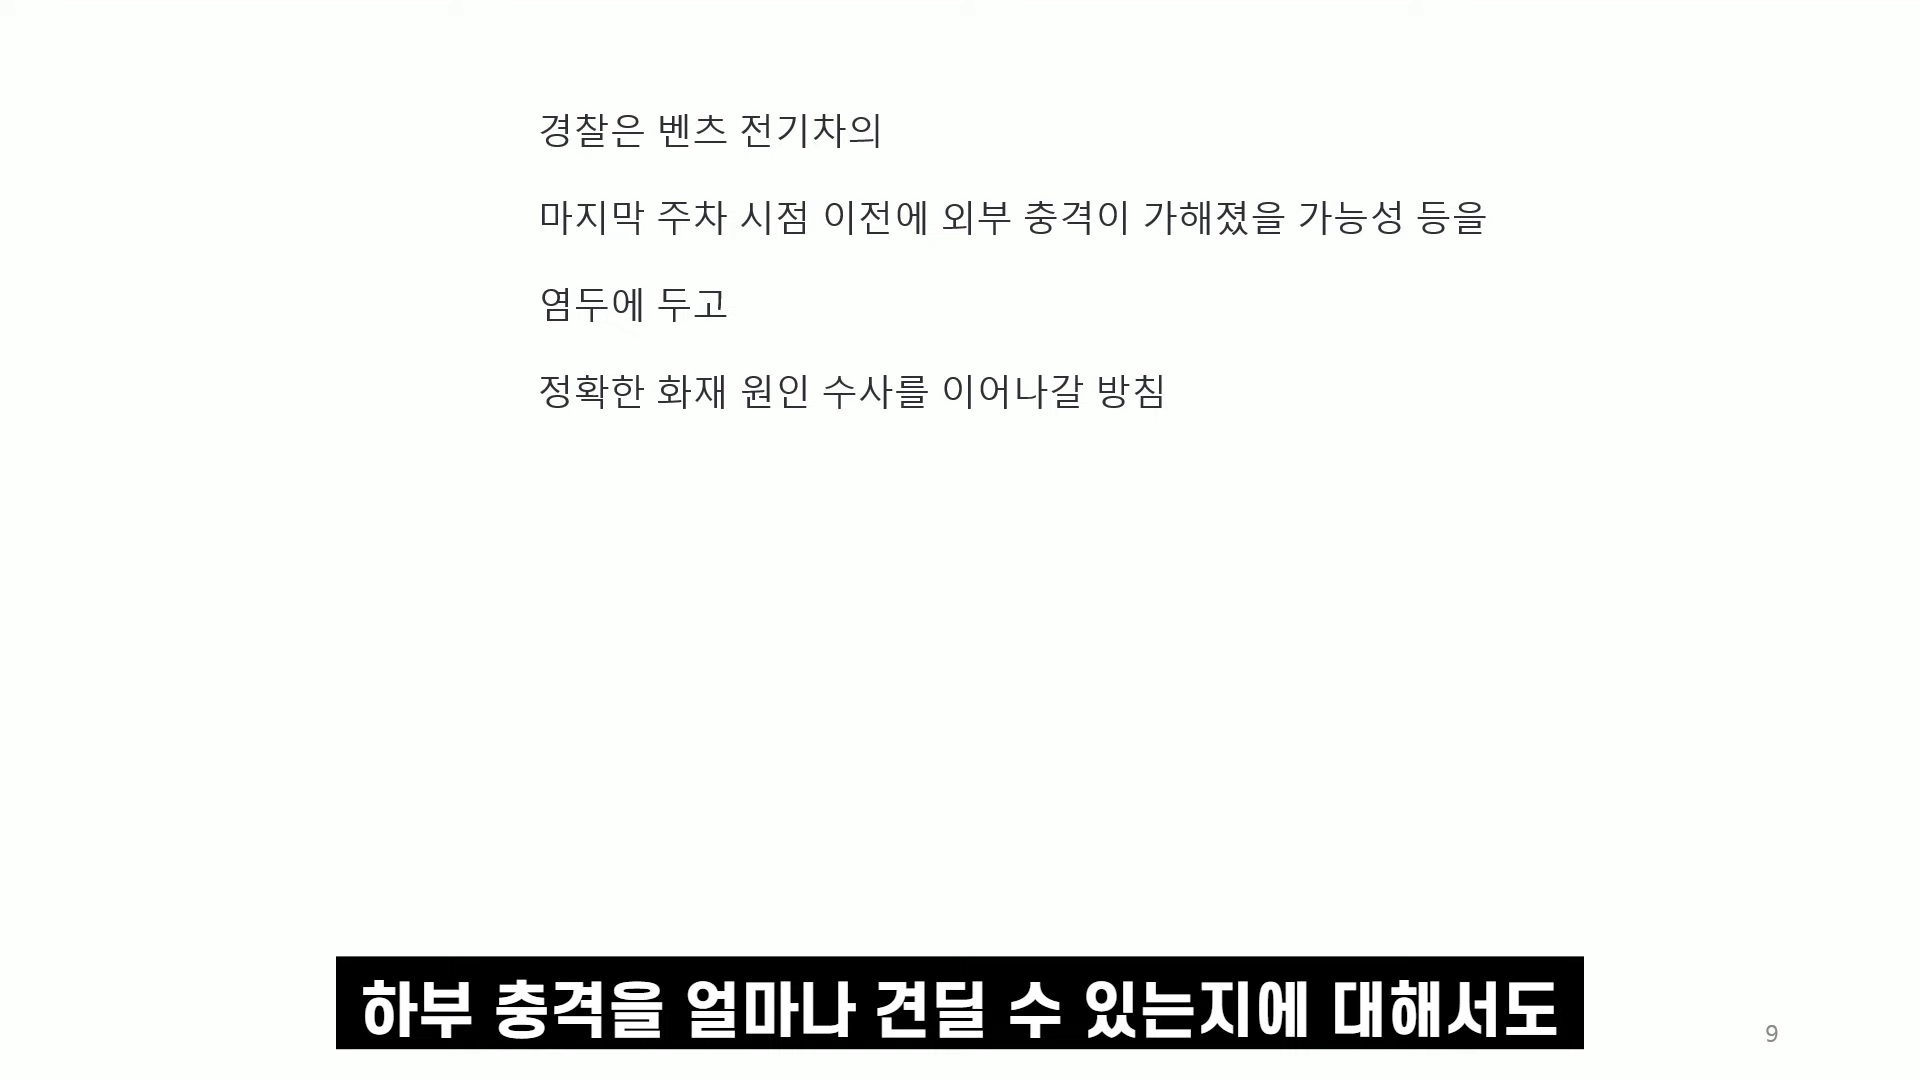 경찰은 벤츠 전기차의
마지막 주차 시점 이전에 외부 충격이 가해졌을 가능성 등을
염두에 두고
정확한 화재 원인 수사를 이어나갈 방침
하부 충격을 얼마나 견딜 수 있는지에 대해서도
9